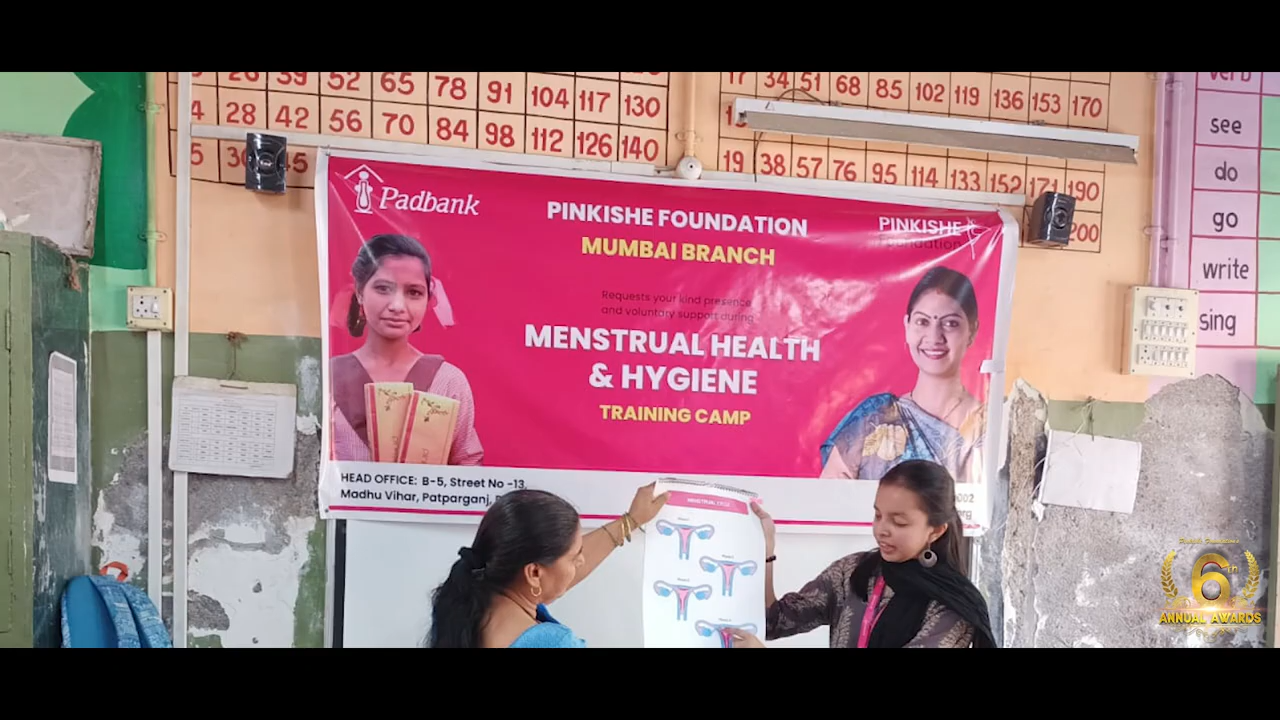 26 39 52 65 78 91 104 117
28 42 56 70 84 98 112 126 130
140
17 34 51 68 85 102 119 136 153 170
19 38 57 76 95 114 133 152 171 190
200
verb
see
do
go
write
sing
Padbank
PINKISHE FOUNDATION
MUMBAI BRANCH
PINKISHE
Foundation
Requests your kind presence
and voluntary support during
MENSTRUAL HEALTH
& HYGIENE
TRAINING CAMP
HEAD OFFICE: B-5, Street No -13,
Madhu Vihar, Patparganj,
MENSTRUAL CYCLE
Pinkishe Foundation's
6TH
ANNUAL AWARDS